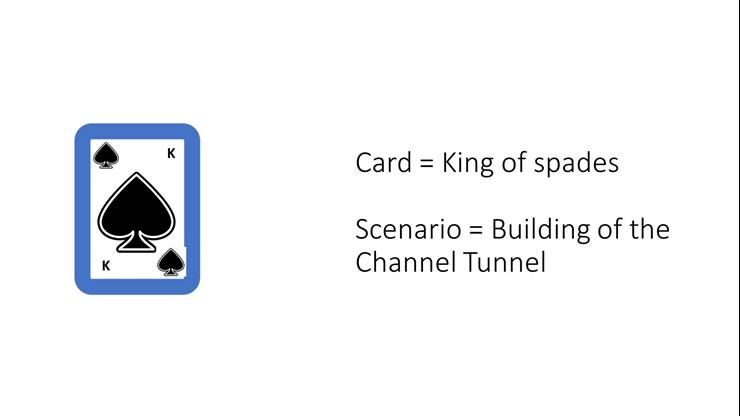 K
Card = King of spades
Scenario = Building of the
Channel Tunnel
K